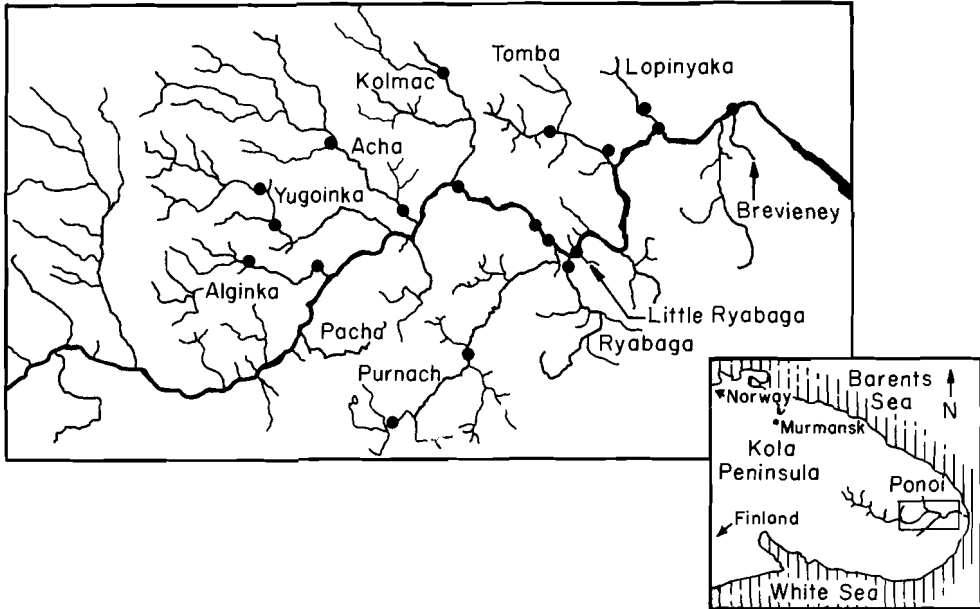 Tomba
Lopinyaka
Kolmac
Acha
Yugoinka
Brevieney
Alginka
Little Ryabaga
Pacha
Ryabaga
Purnach
Barents
Sea
N
Norway
Murmansk
Kola
Peninsula
Ponoi
Finland
White Sea